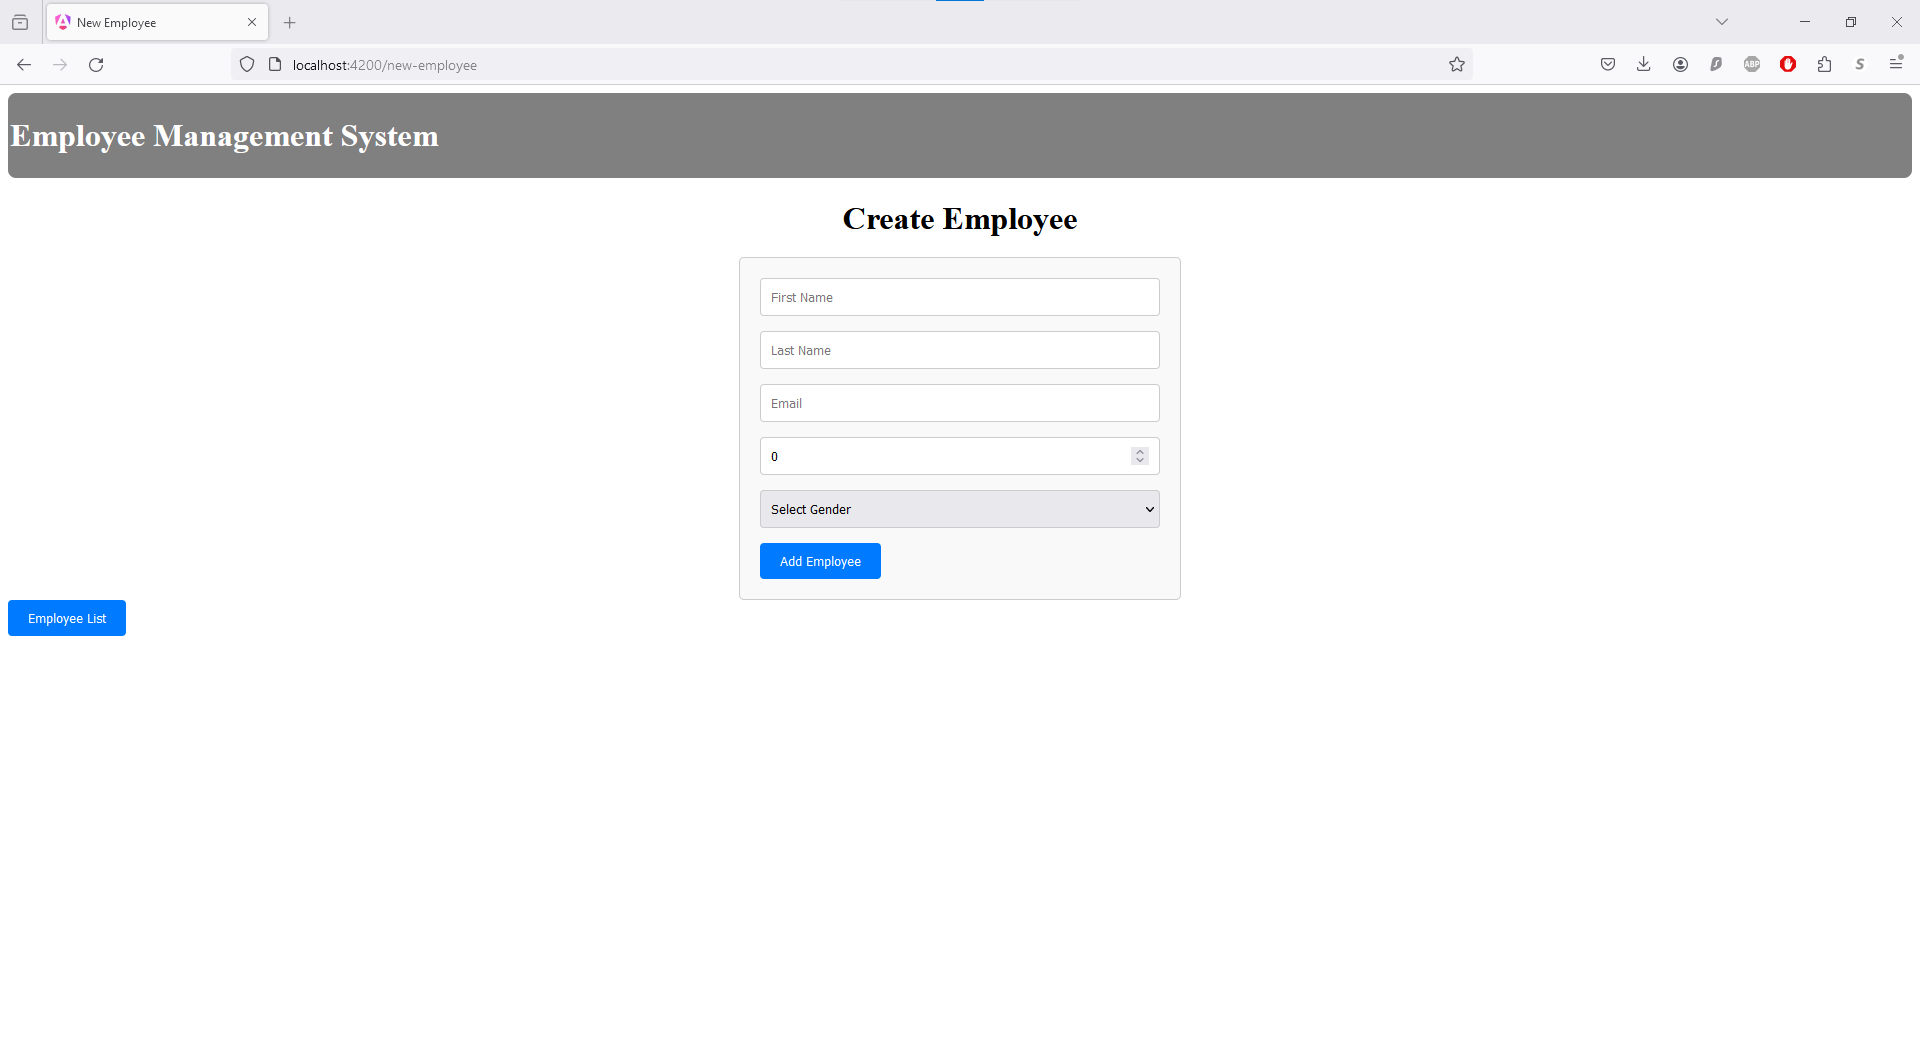 New Employee
localhost:4200/new-employee
ABP
S
Employee Management System
Create Employee
First Name
Last Name
Email
0
Select Gender
Add Employee
Employee List